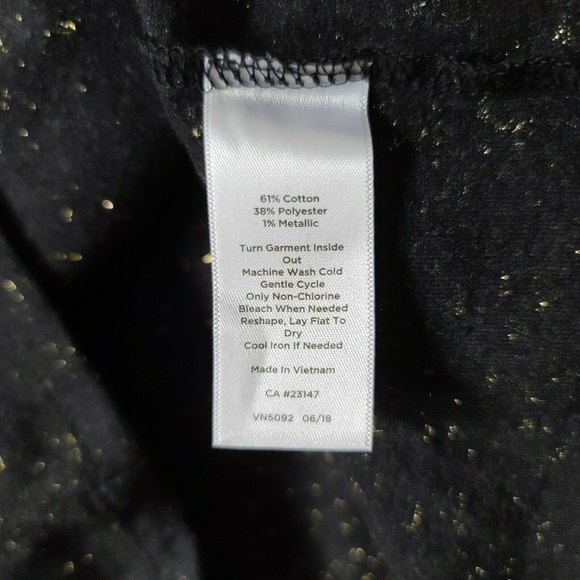 61% Cotton
38% Polyester
1% Metallic
Turn Garment Inside
Out
Machine Wash Cold
Gentle Cycle
Only Non-Chlorine
Bleach When Needed
Reshape, Lay Flat To
Dry
Cool Iron If Needed
Made In Vietnam
CA #23147
VN5092 06/18